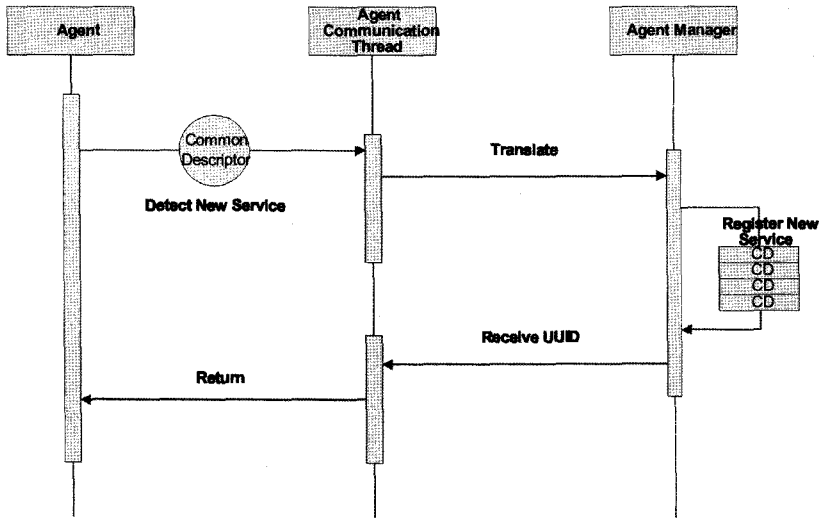 Agent
Agent
Communication
Thread
Agent Manager
Common
Descriptor
Detect New Service
Translate
Register New
Service
CD
CD
CD
CD
Receive UUID
Return